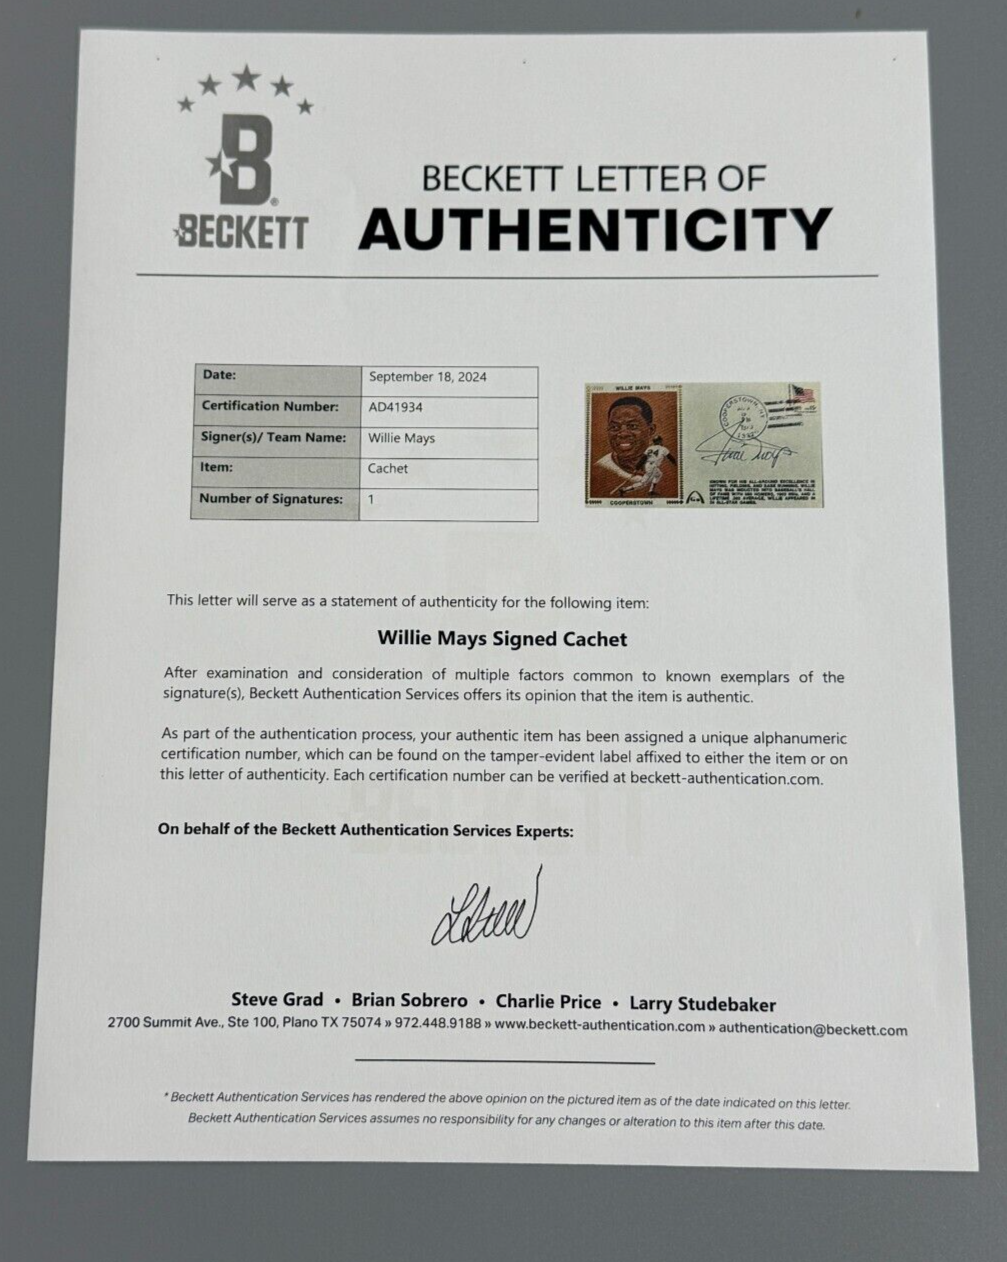 B
BECKETT
BECKETT LETTER OF
AUTHENTICITY
Date: September 18, 2024
Certification Number: AD41934
Signer(s)/ Team Name: Willie Mays
Item: Cachet
Number of Signatures: 1
WILLIE MAYS
COOPERSTOWN, NY
24
COOPERSTOWN
This letter will serve as a statement of authenticity for the following item:
Willie Mays Signed Cachet
After examination and consideration of multiple factors common to known exemplars of the
signature(s), Beckett Authentication Services offers its opinion that the item is authentic.
As part of the authentication process, your authentic item has been assigned a unique alphanumeric
certification number, which can be found on the tamper-evident label affixed to either the item or on
this letter of authenticity. Each certification number can be verified at beckett-authentication.com.
On behalf of the Beckett Authentication Services Experts:
Steve Grad • Brian Sobrero • Charlie Price • Larry Studebaker
2700 Summit Ave., Ste 100, Plano TX 75074 » 972.448.9188 » www.beckett-authentication.com » authentication@beckett.com
* Beckett Authentication Services has rendered the above opinion on the pictured item as of the date indicated on this letter.
Beckett Authentication Services assumes no responsibility for any changes or alteration to this item after this date.